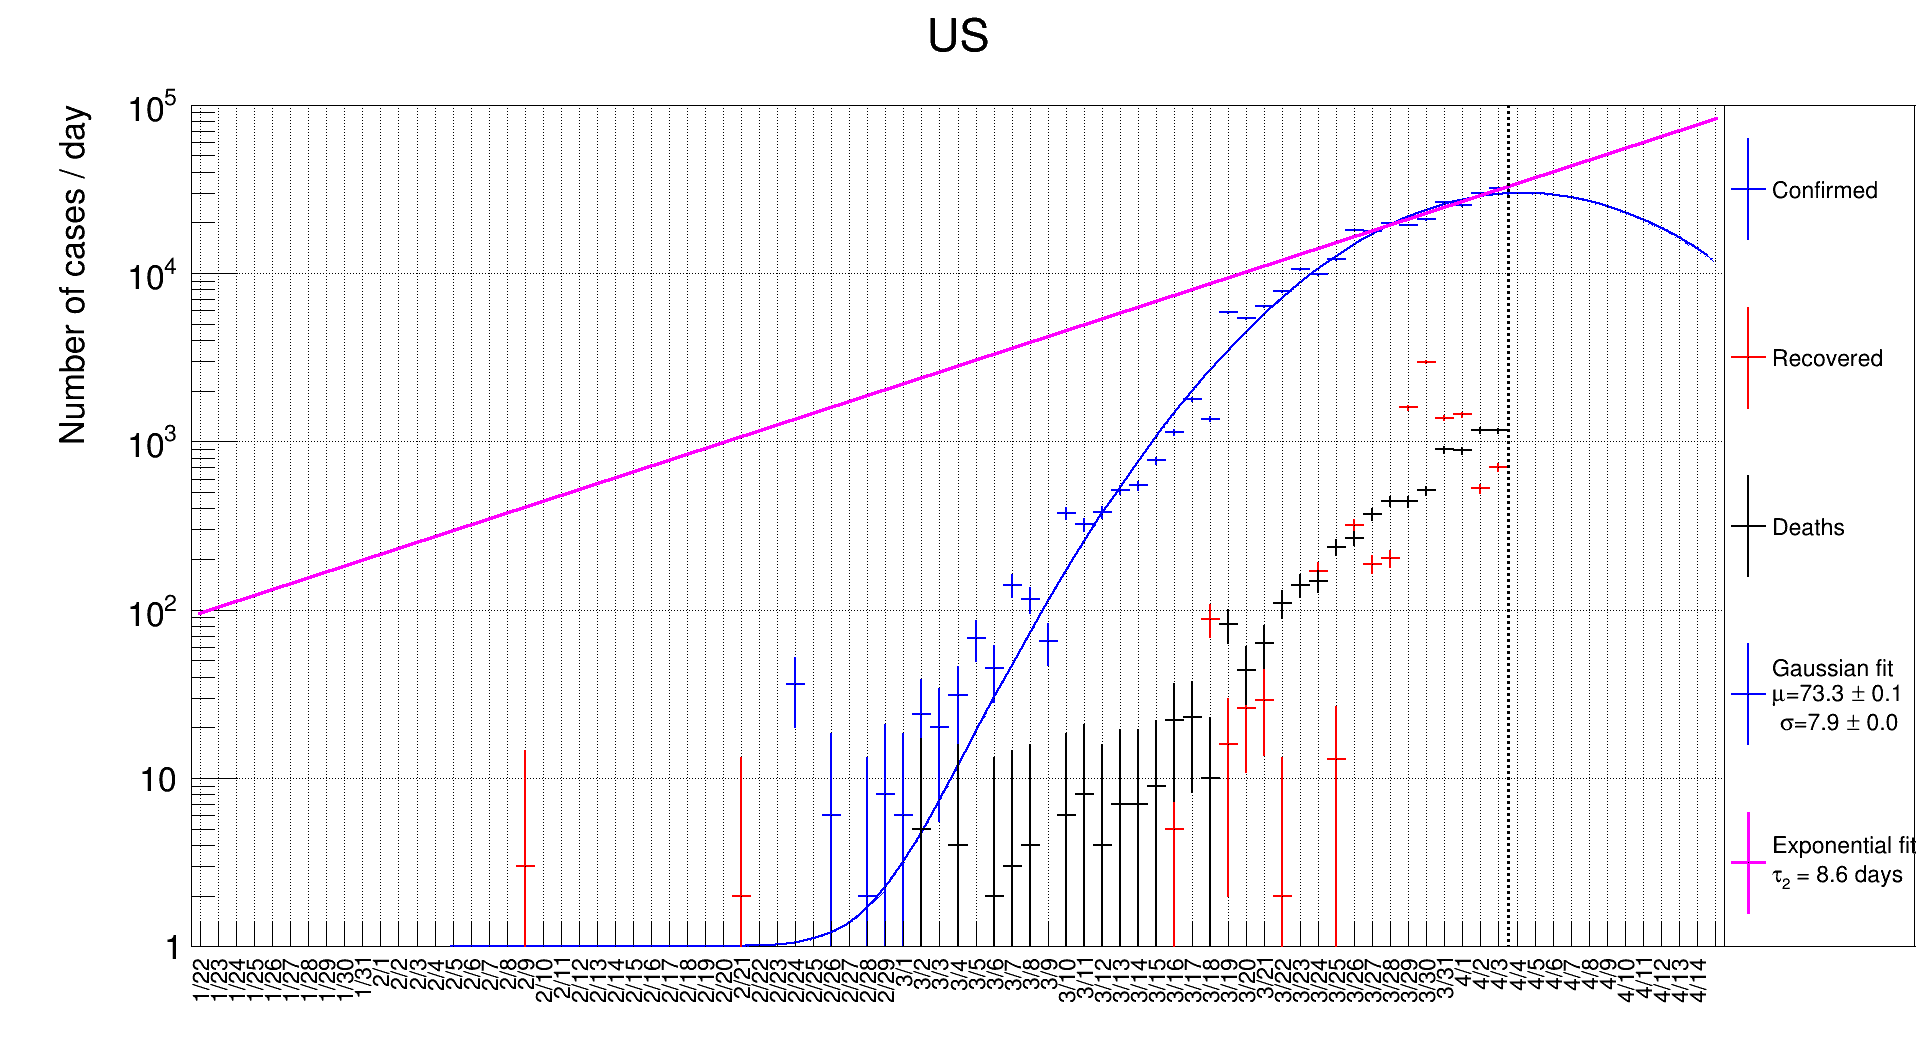 US
Number of cases / day
10^5
10^4
10^3
10^2
10
1
1/22 1/23 1/24 1/25 1/26 1/27 1/28 1/29 1/30 1/31 2/1 2/2 2/3 2/4 2/5 2/6 2/7 2/8 2/9 2/10 2/11 2/12 2/13 2/14 2/15 2/16 2/17 2/18 2/19 2/20 2/21 2/22 2/23 2/24 2/25 2/26 2/27 2/28 2/29 3/1 3/2 3/3 3/4 3/5 3/6 3/7 3/8 3/9 3/10 3/11 3/12 3/13 3/14 3/15 3/16 3/17 3/18 3/19 3/20 3/21 3/22 3/23 3/24 3/25 3/26 3/27 3/28 3/29 3/30 3/31 4/1 4/2 4/3 4/4 4/5 4/6 4/7 4/8 4/9 4/10 4/11 4/12 4/13 4/14
Confirmed
Recovered
Deaths
Gaussian fit
μ=73.3 ± 0.1
σ=7.9 ± 0.0
Exponential fit
τ₂ = 8.6 days